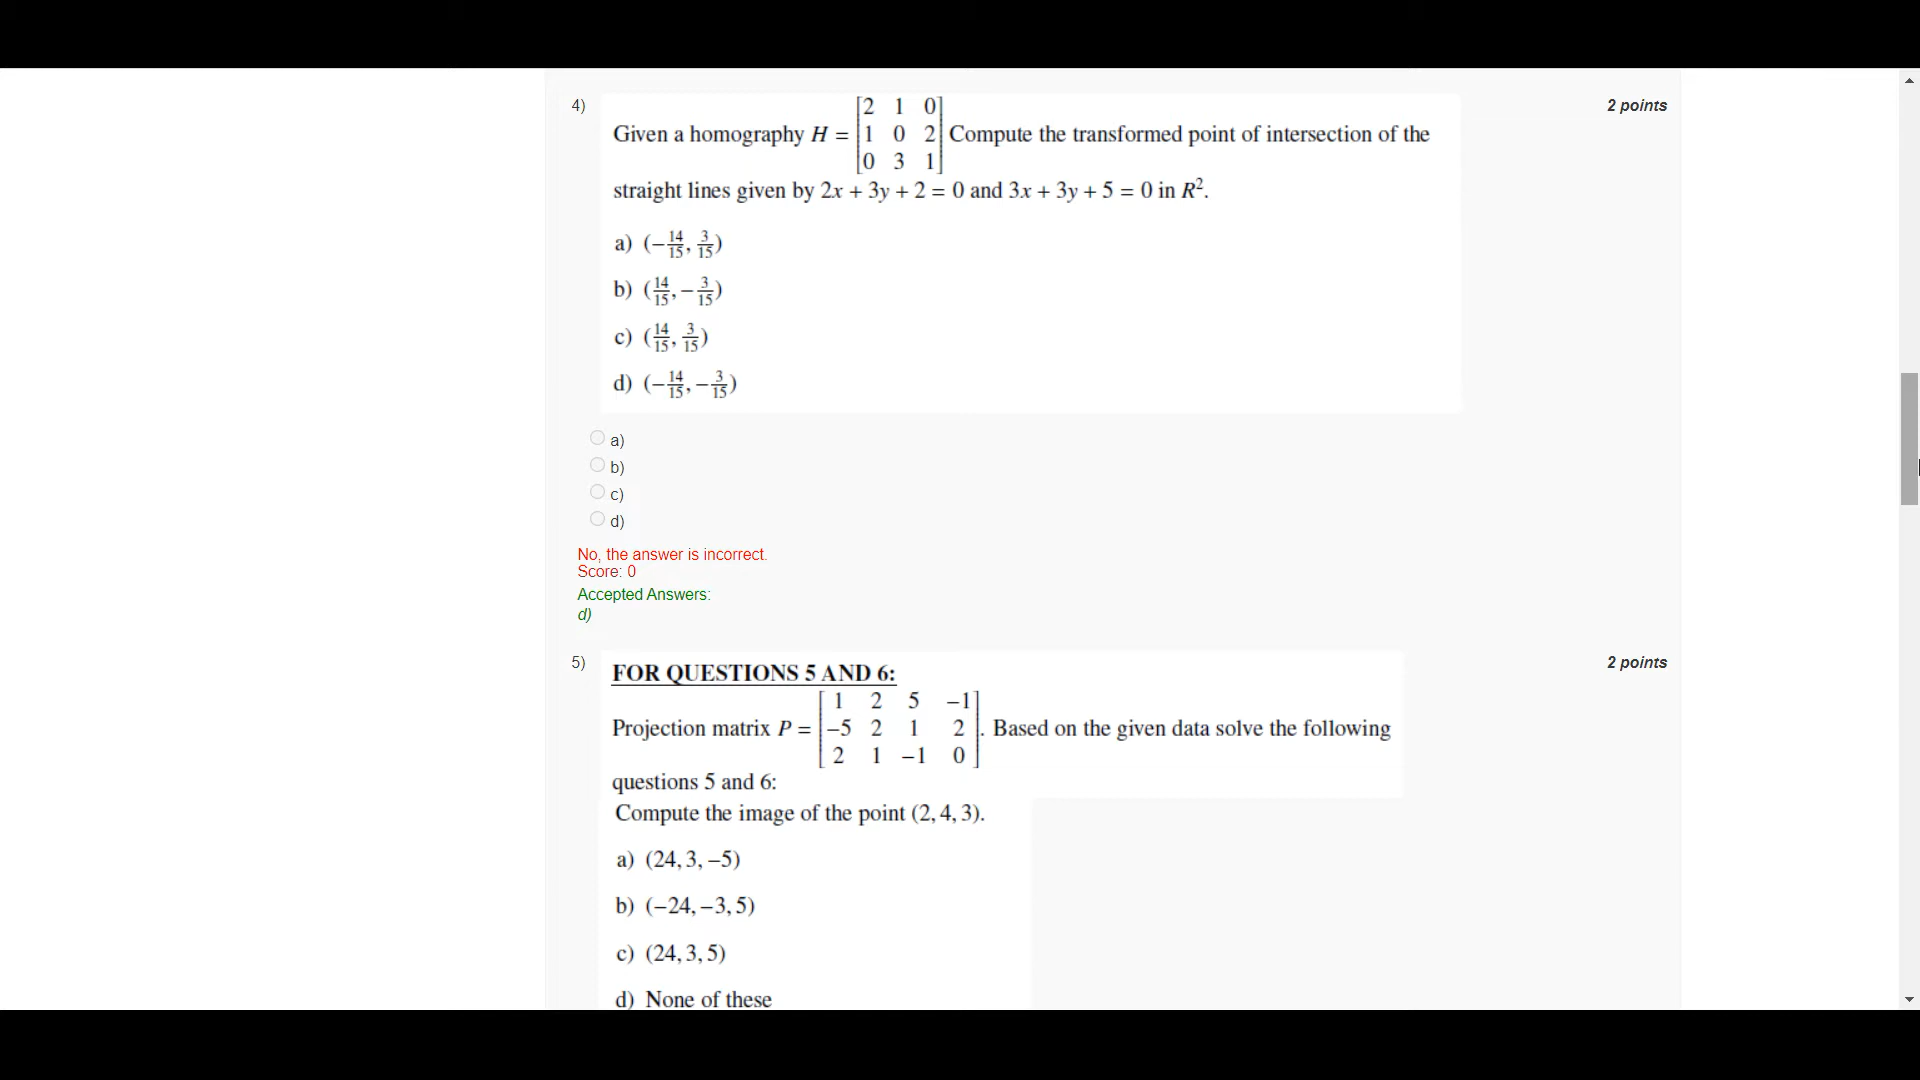 4)
2 points
Given a homography H = [2 1 0; 1 0 2; 0 3 1] Compute the transformed point of intersection of the
straight lines given by 2x + 3y + 2 = 0 and 3x + 3y + 5 = 0 in R².
a) (−14/15, 3/15)
b) (14/15, −3/15)
c) (14/15, 3/15)
d) (−14/15, −3/15)
a)
b)
c)
d)
No, the answer is incorrect.
Score: 0
Accepted Answers:
d)
5)
2 points
FOR QUESTIONS 5 AND 6:
Projection matrix P = [1 2 5 −1; −5 2 1 2; 2 1 −1 0]. Based on the given data solve the following
questions 5 and 6:
Compute the image of the point (2, 4, 3).
a) (24, 3, −5)
b) (−24, −3, 5)
c) (24, 3, 5)
d) None of these